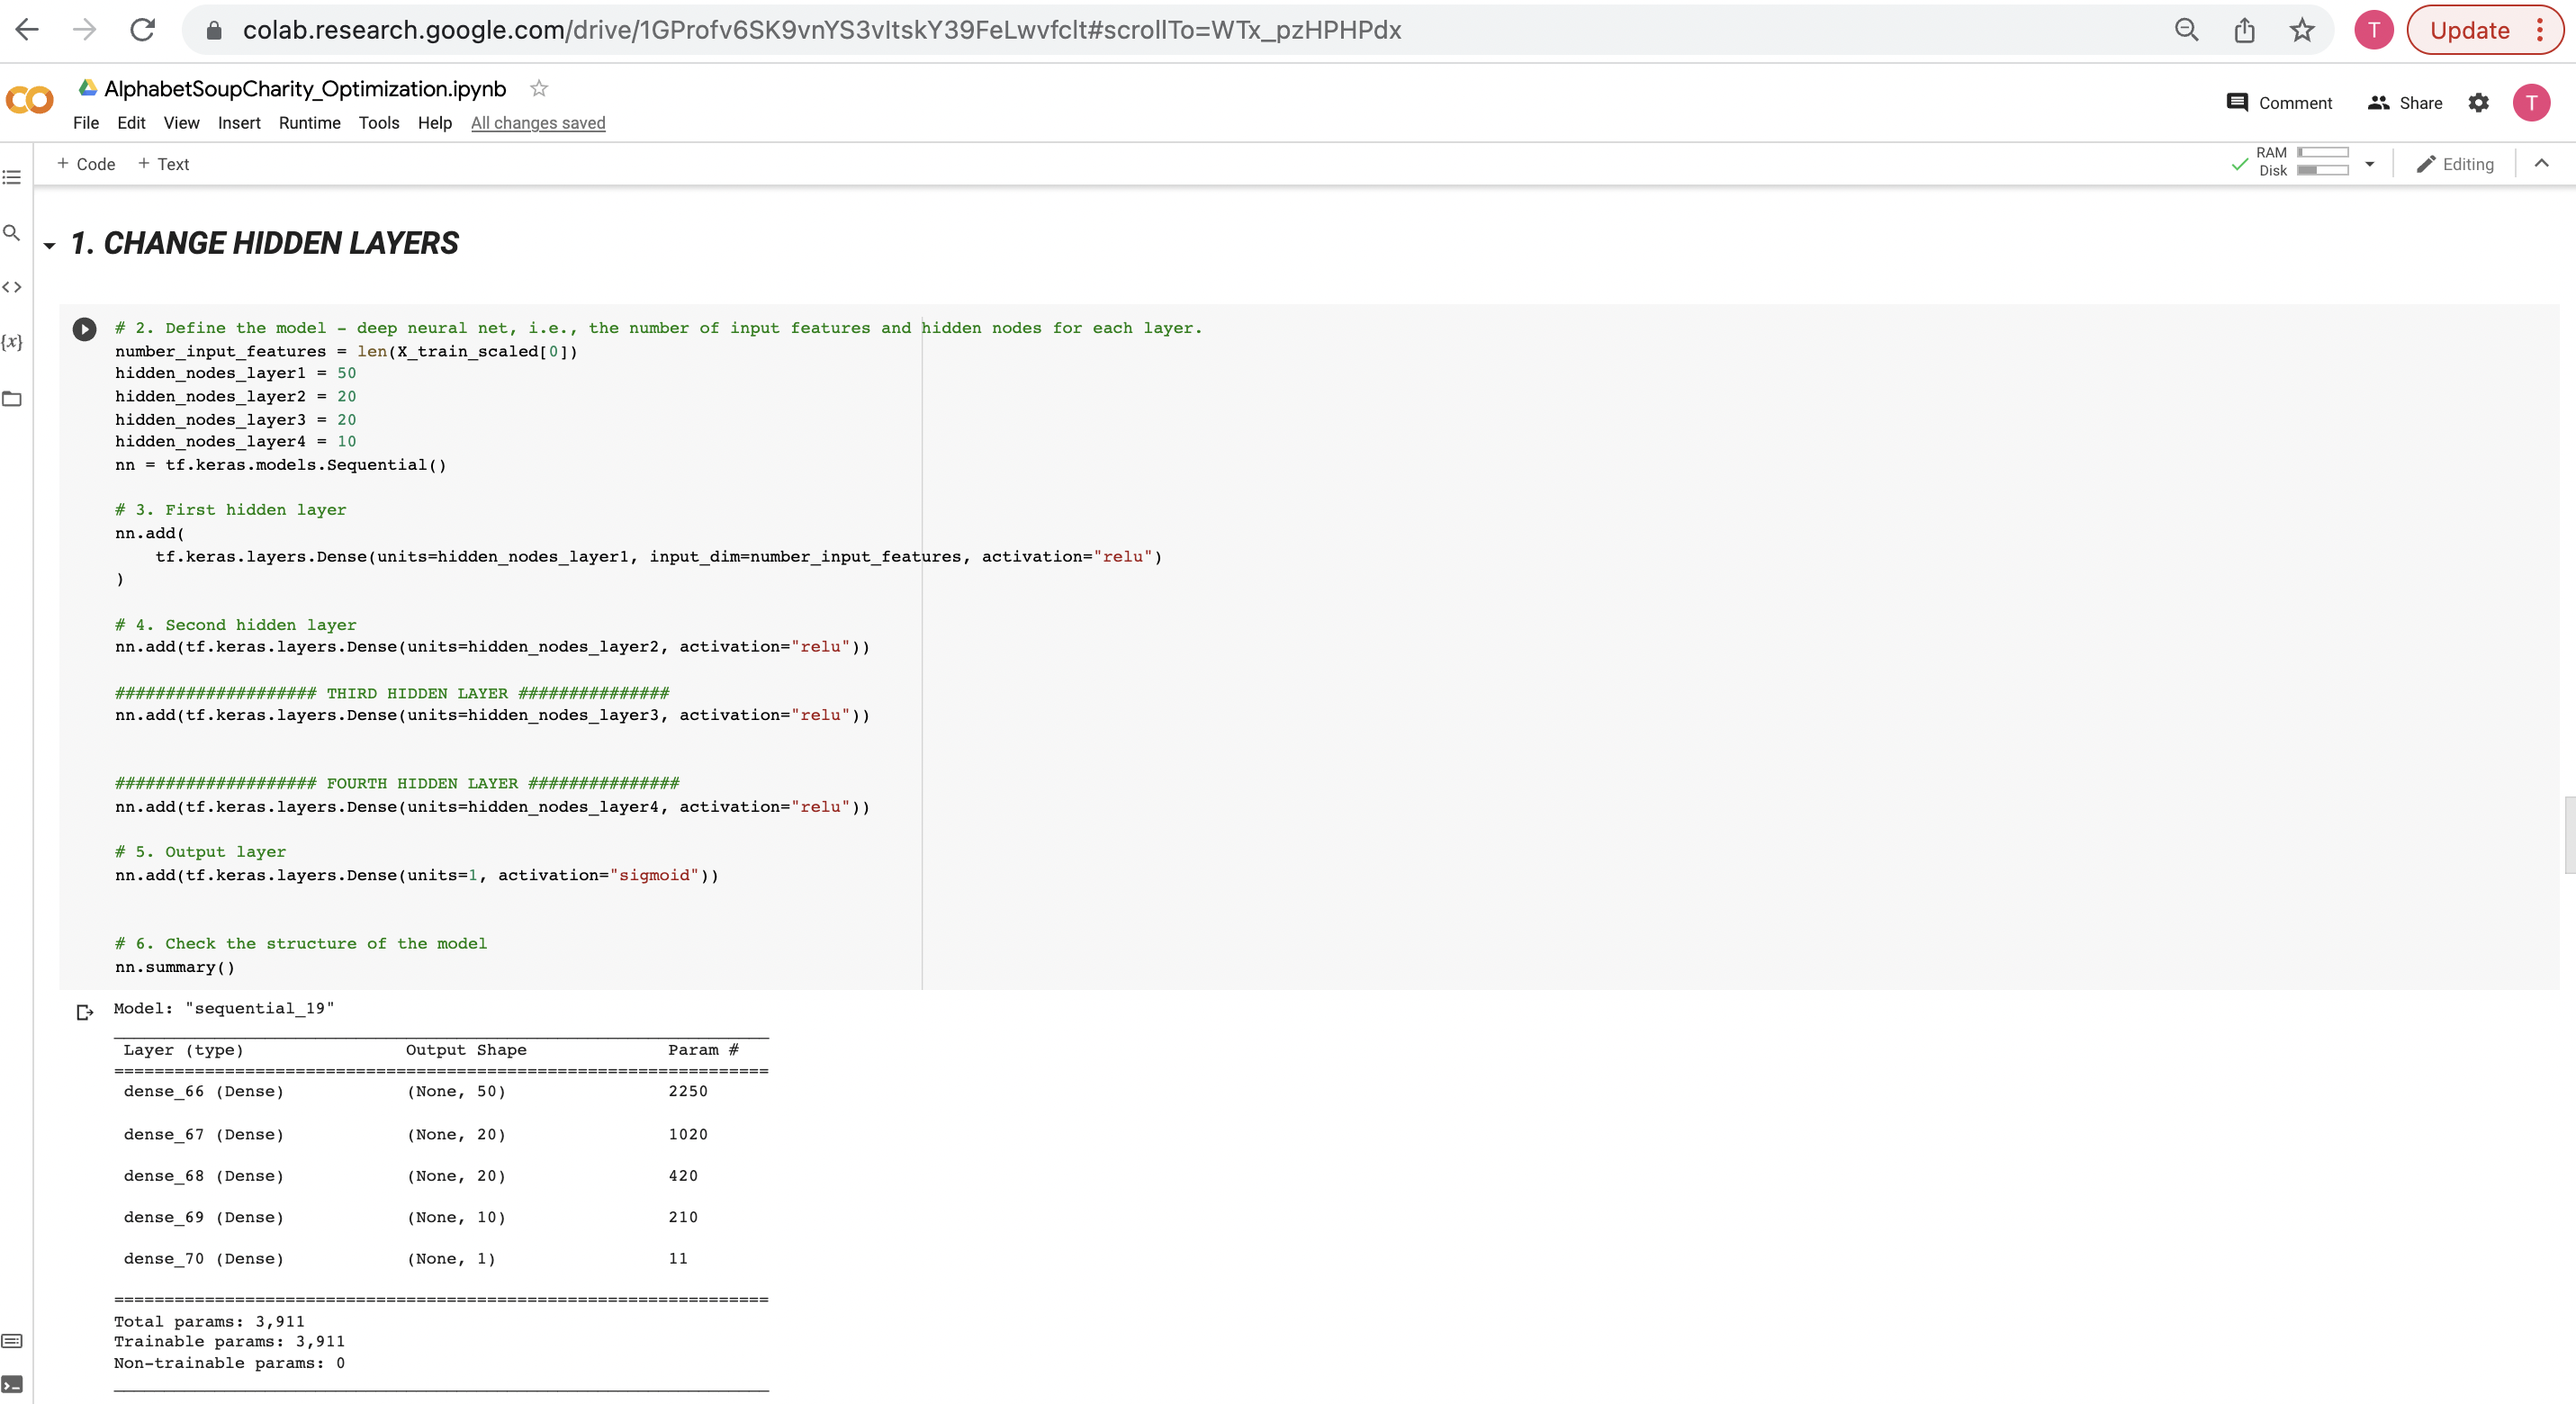 colab.research.google.com/drive/1GProfv6SK9vnYS3vItskY39FeLwvfclt#scrollTo=WTx_pzHPHPdx
T
Update
AlphabetSoupCharity_Optimization.ipynb
File Edit View Insert Runtime Tools Help All changes saved
Comment
Share
T
+ Code + Text
RAM
Disk
Editing
1. CHANGE HIDDEN LAYERS
# 2. Define the model - deep neural net, i.e., the number of input features and hidden nodes for each layer.
number_input_features = len(X_train_scaled[0])
hidden_nodes_layer1 = 50
hidden_nodes_layer2 = 20
hidden_nodes_layer3 = 20
hidden_nodes_layer4 = 10
nn = tf.keras.models.Sequential()
# 3. First hidden layer
nn.add(
tf.keras.layers.Dense(units=hidden_nodes_layer1, input_dim=number_input_features, activation="relu")
)
# 4. Second hidden layer
nn.add(tf.keras.layers.Dense(units=hidden_nodes_layer2, activation="relu"))
#################### THIRD HIDDEN LAYER ###############
nn.add(tf.keras.layers.Dense(units=hidden_nodes_layer3, activation="relu"))
#################### FOURTH HIDDEN LAYER ###############
nn.add(tf.keras.layers.Dense(units=hidden_nodes_layer4, activation="relu"))
# 5. Output layer
nn.add(tf.keras.layers.Dense(units=1, activation="sigmoid"))
# 6. Check the structure of the model
nn.summary()
Model: "sequential_19"
Layer (type) Output Shape Param #
=================================================================
dense_66 (Dense) (None, 50) 2250
dense_67 (Dense) (None, 20) 1020
dense_68 (Dense) (None, 20) 420
dense_69 (Dense) (None, 10) 210
dense_70 (Dense) (None, 1) 11
=================================================================
Total params: 3,911
Trainable params: 3,911
Non-trainable params: 0